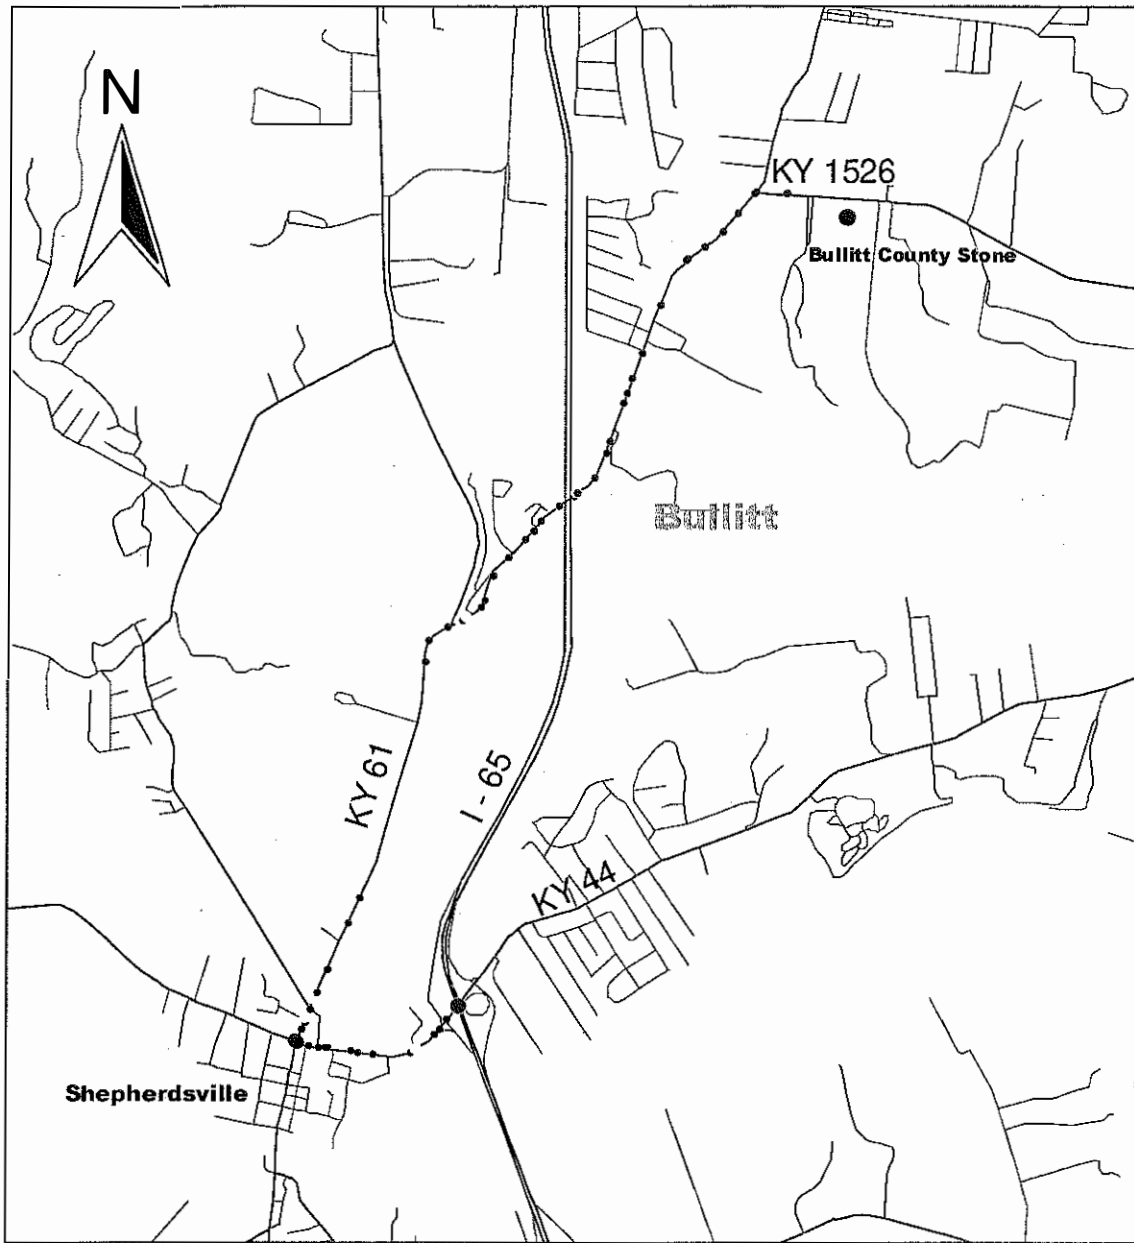 N
KY 1526
Bullitt County Stone
Bullitt
KY 61
I - 65
KY 44
Shepherdsville